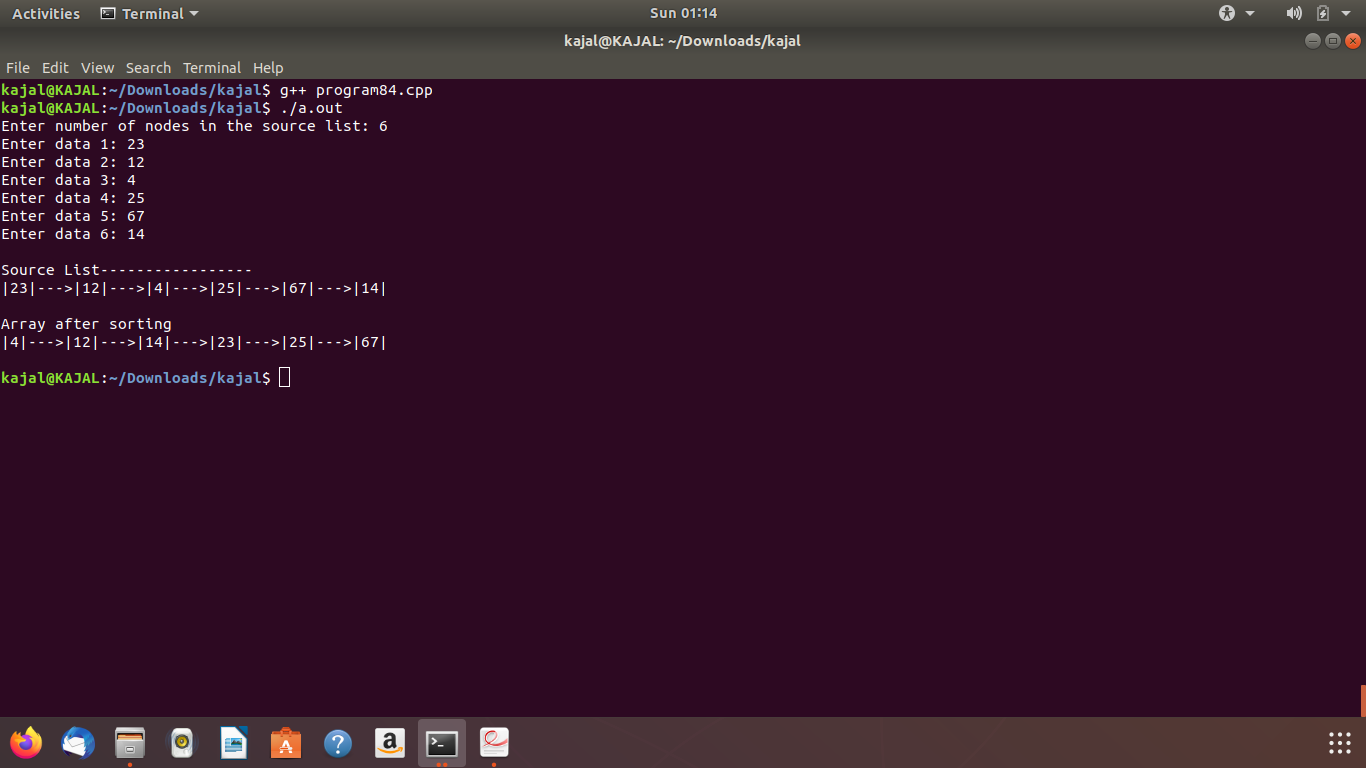 Activities Terminal Sun 01:14
kajal@KAJAL: ~/Downloads/kajal
File Edit View Search Terminal Help
kajal@KAJAL:~/Downloads/kajal$ g++ program84.cpp
kajal@KAJAL:~/Downloads/kajal$ ./a.out
Enter number of nodes in the source list: 6
Enter data 1: 23
Enter data 2: 12
Enter data 3: 4
Enter data 4: 25
Enter data 5: 67
Enter data 6: 14
Source List-----------------
|23|--->|12|--->|4|--->|25|--->|67|--->|14|
Array after sorting
|4|--->|12|--->|14|--->|23|--->|25|--->|67|
kajal@KAJAL:~/Downloads/kajal$